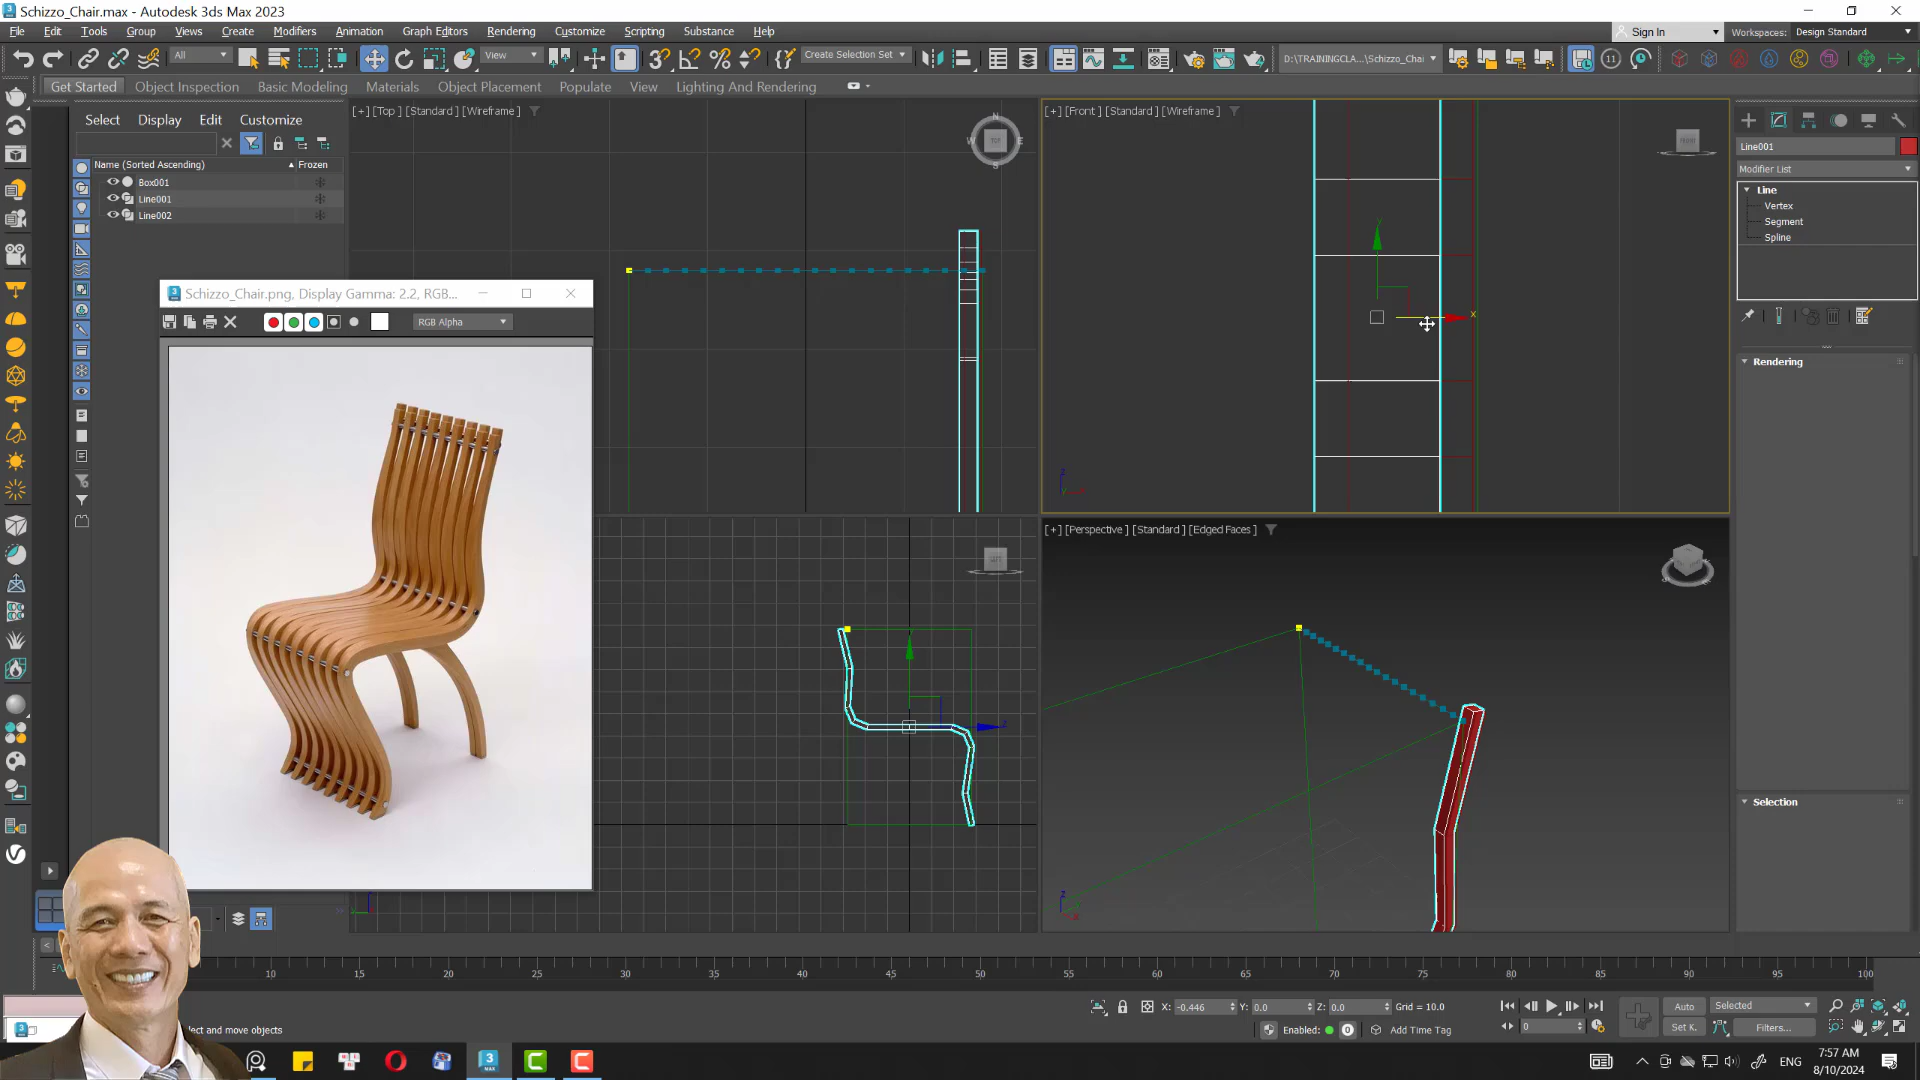 Schizzo_Chair.max - Autodesk 3ds Max 2023
File Edit Tools Group Views Create Modifiers Animation Graph Editors Rendering Customize Scripting Substance Help
Sign In
Workspaces: Design Standard
All
View
Create Selection Set
D:\TRAININGCLA...\Schizzo_Chai
11
Get Started Object Inspection Basic Modeling Materials Object Placement Populate View Lighting And Rendering
Select Display Edit Customize
Name (Sorted Ascending) Frozen
Box001
Line001
Line002
[+] [Top ] [Standard ] [Wireframe ]
[+] [Front ] [Standard ] [Wireframe ]
[+] [Perspective ] [Standard ] [Edged Faces ]
Schizzo_Chair.png, Display Gamma: 2.2, RGB...
RGB Alpha
Line001
Modifier List
Line
Vertex
Segment
Spline
Rendering
Selection
10 15 20 25 30 35 40 45 50 55 60 65 70 75 80 85 90 95 100
X: -0.446 Y: 0.0 Z: 0.0 Grid = 10.0
Auto Selected
lect and move objects
Enabled: 0 Add Time Tag
0
Set K. Filters...
ENG
7:57 AM
8/10/2024